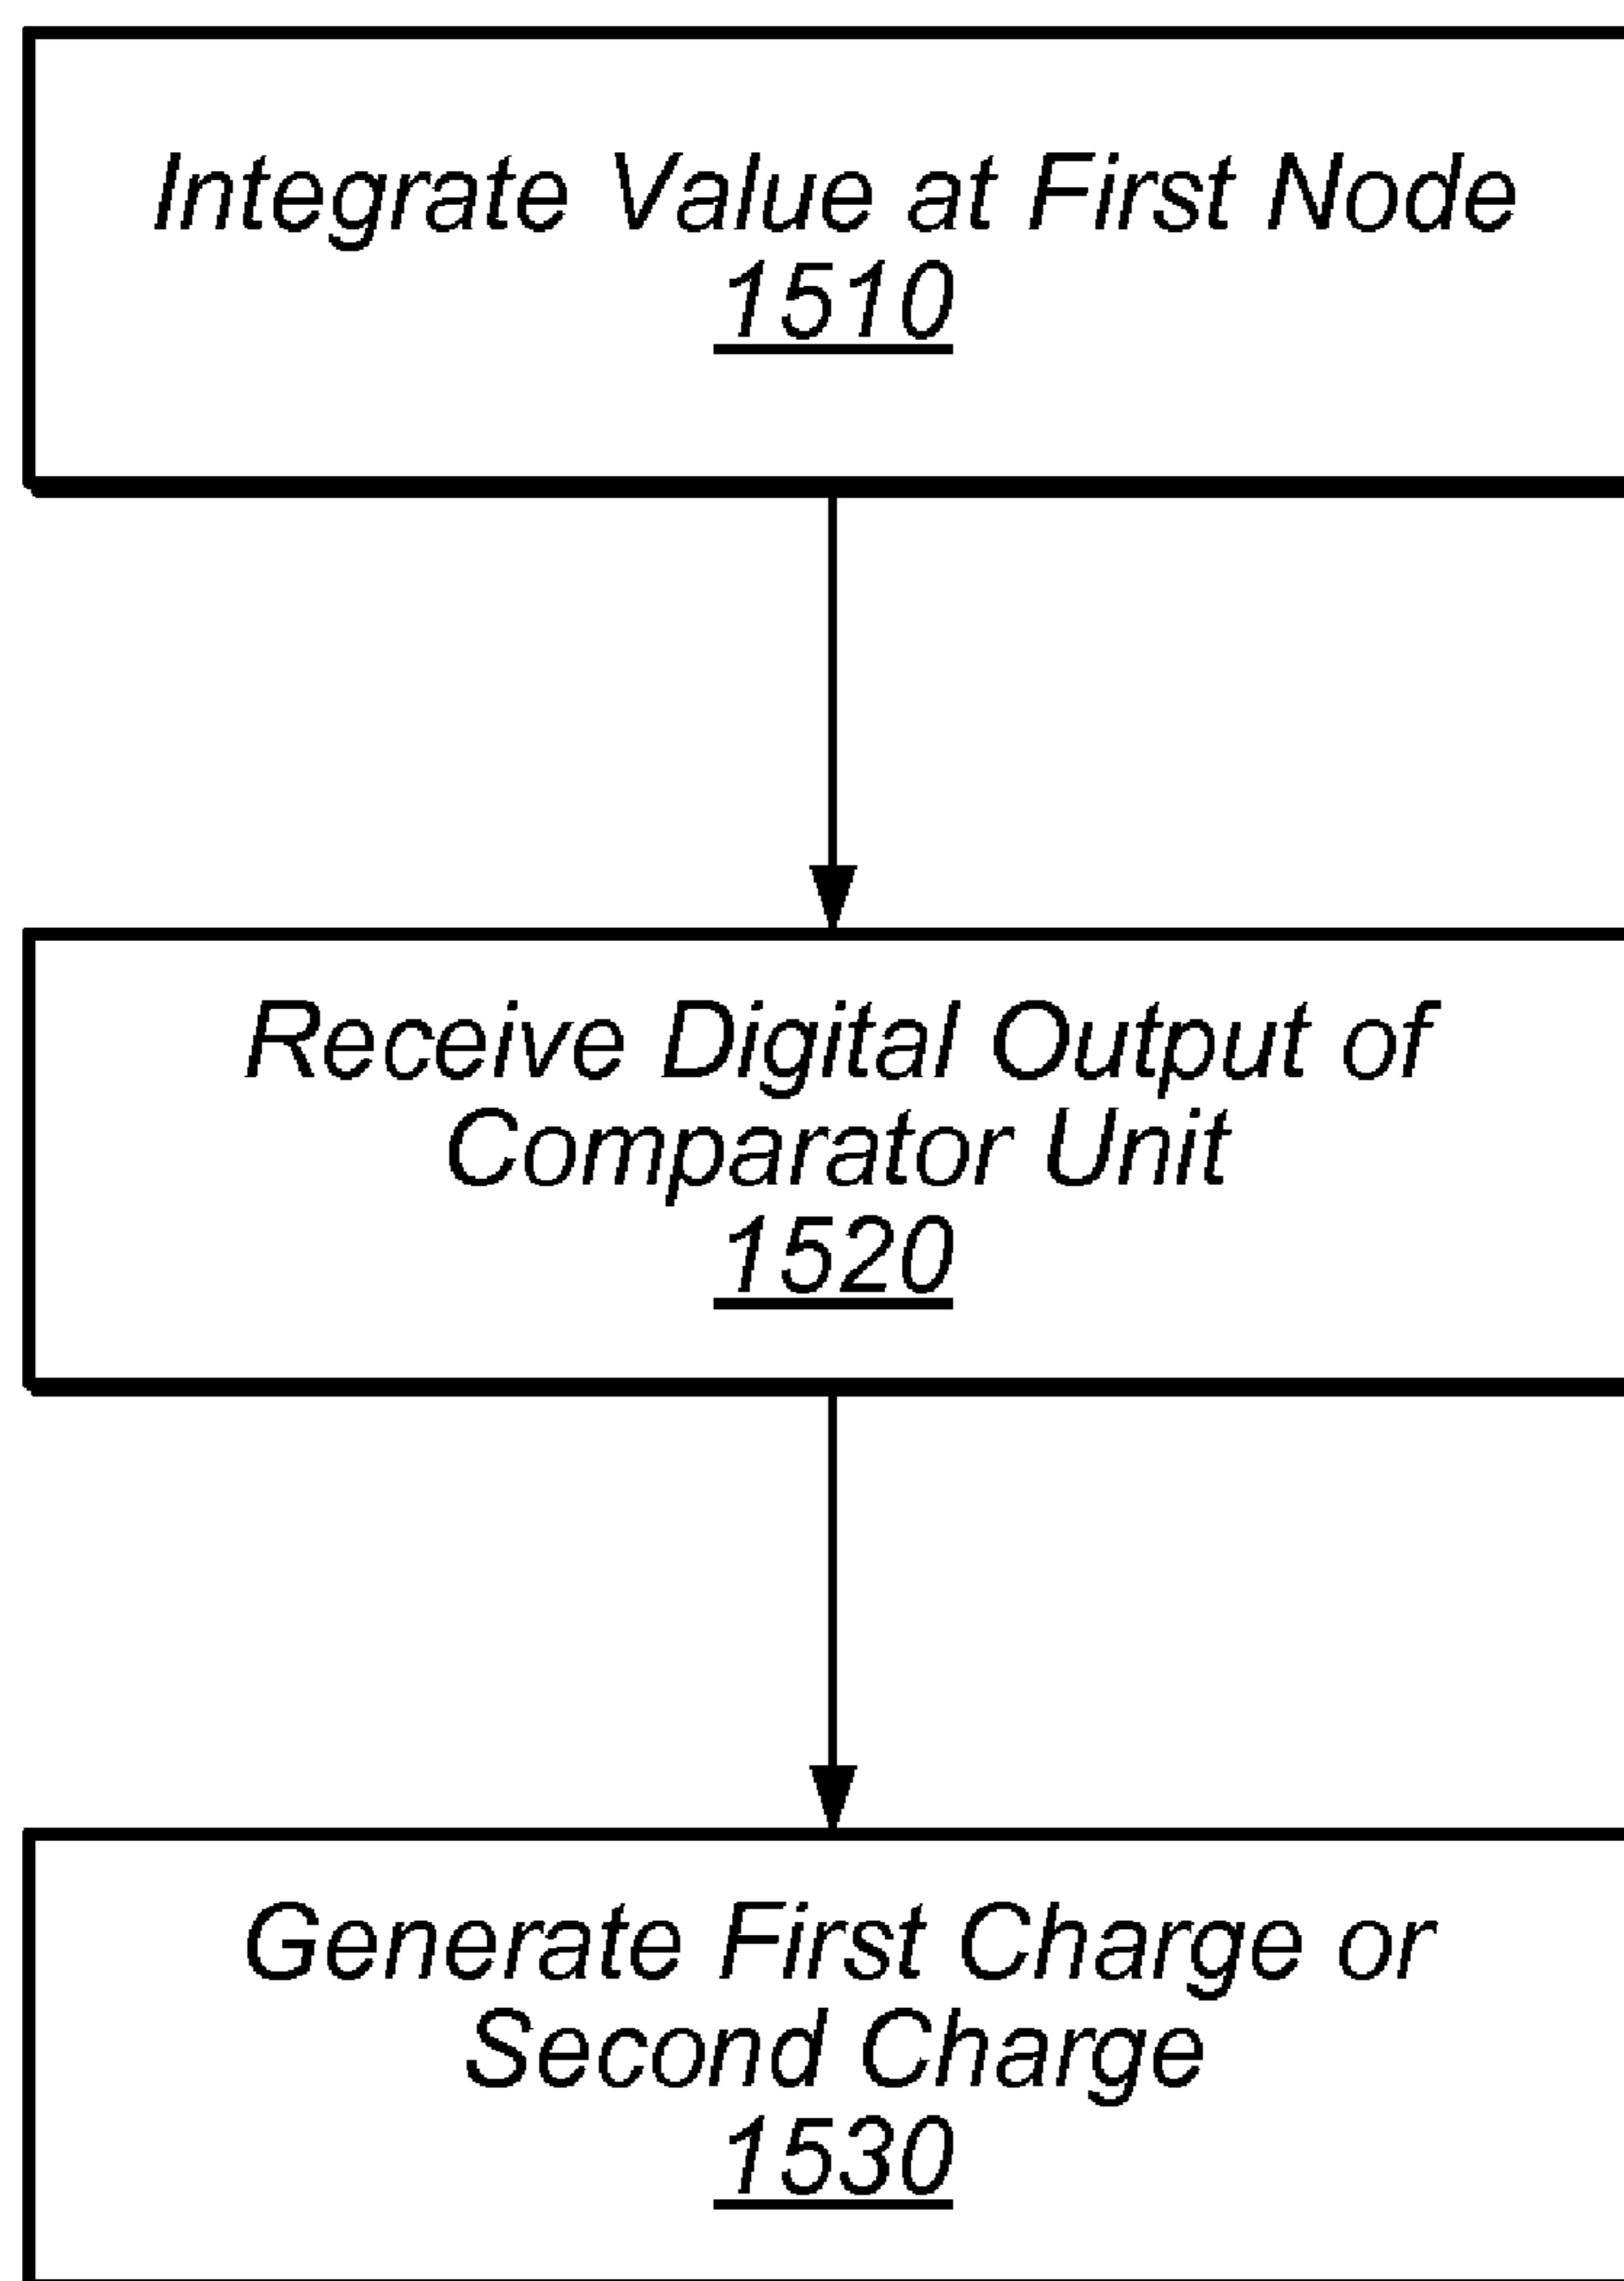 Integrate Value at First Node
1510
Receive Digital Output of
Comparator Unit
1520
Generate First Charge or
Second Charge
1530